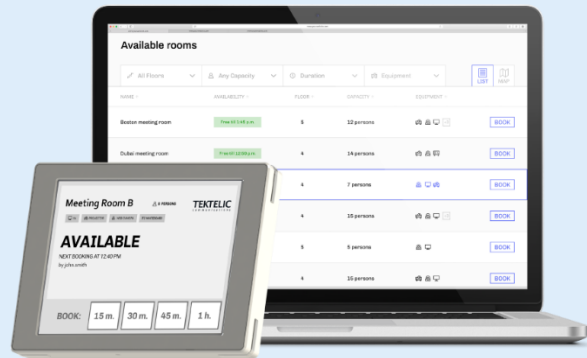 Available rooms
All Floors
Any Capacity
Duration
Equipment
LIST
MAP
NAME
AVAILABILITY
FLOOR
CAPACITY
EQUIPMENT
Boston meeting room
5
12 persons
BOOK
Dubai meeting room
4
14 persons
BOOK
4
7 persons
BOOK
4
15 persons
BOOK
5
5 persons
BOOK
4
16 persons
BOOK
Meeting Room B
TEKTELIC
COMMUNICATIONS
AVAILABLE
NEXT BOOKING AT 12:40 PM
by john smith
BOOK:
15 m.
30 m.
45 m.
1 h.